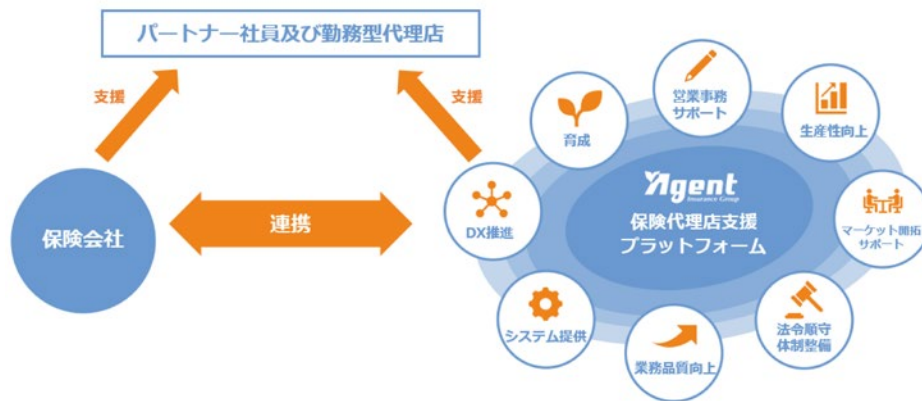 パートナー社員及び勤務型代理店
支援
支援
保険会社
連携
Agent
Insurance Group
保険代理店支援
プラットフォーム
育成
営業事務
サポート
生産性向上
マーケット開拓
サポート
法令順守
体制整備
業務品質向上
システム提供
DX推進